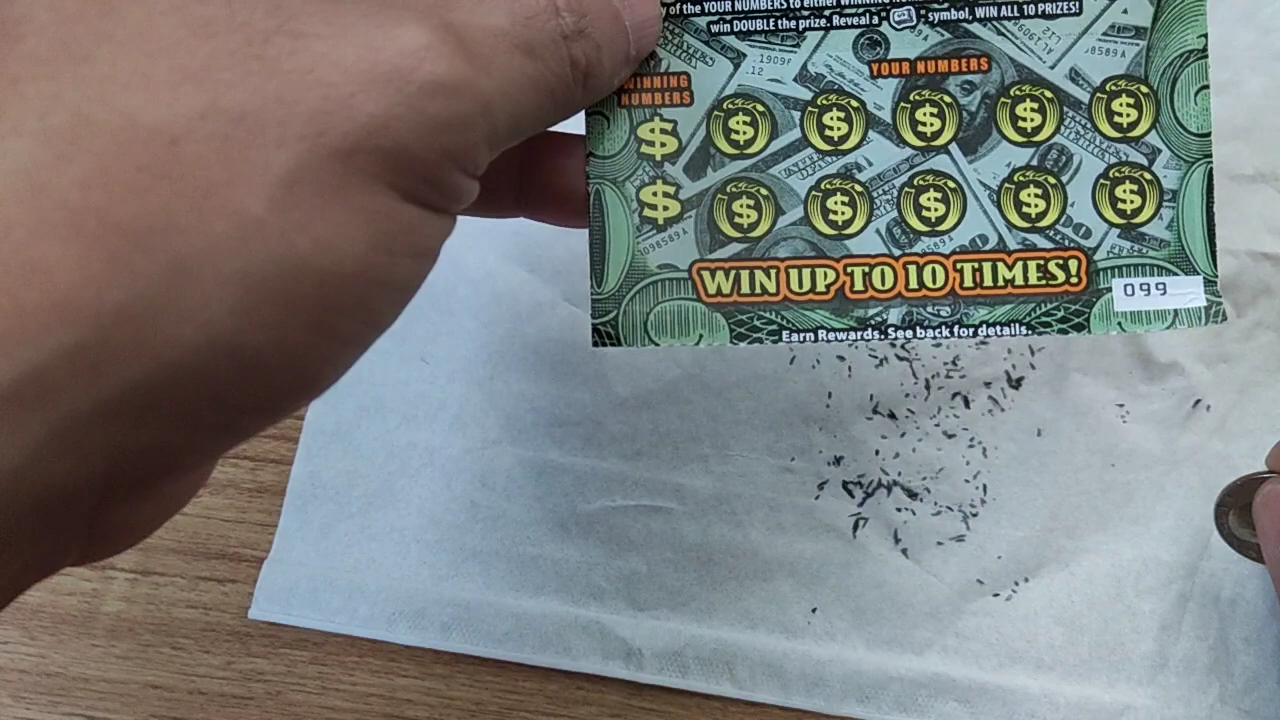 of the YOUR NUMBERS to either
win DOUBLE the prize. Reveal a " " symbol, WIN ALL 10 PRIZES!
YOUR NUMBERS
WINNING
NUMBERS
$ $ $ $ $ $
$ $ $ $ $ $
WIN UP TO 10 TIMES!
099
Earn Rewards. See back for details.